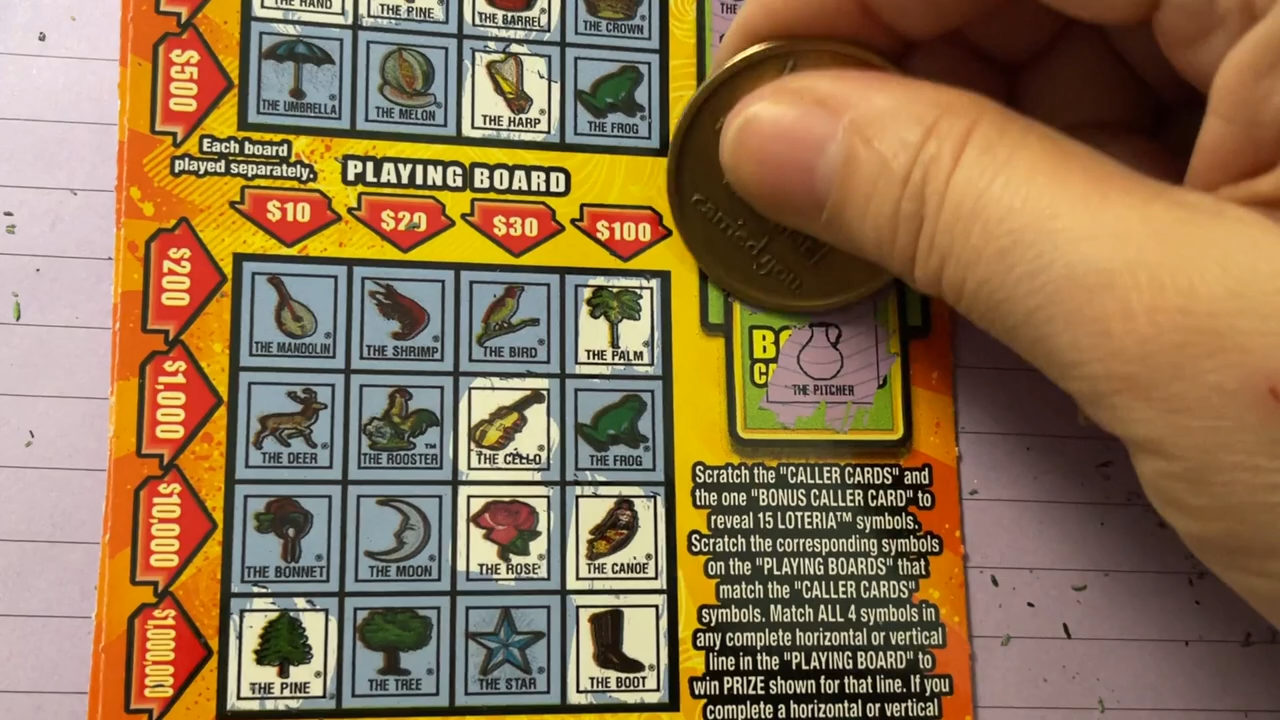 THE HAND THE PINE THE BARREL THE CROWN
THE
$500
THE UMBRELLA THE MELON THE HARP THE FROG
Each board
played separately.
PLAYING BOARD
$10 $20 $30 $100
$200
THE MANDOLIN THE SHRIMP THE BIRD THE PALM
$1,000
THE DEER THE ROOSTER THE CELLO THE FROG
$10,000
THE BONNET THE MOON THE ROSE THE CANOE
$1,000,000
THE PINE THE TREE THE STAR THE BOOT
carried you.
THE PITCHER
Scratch the "CALLER CARDS" and
the one "BONUS CALLER CARD" to
reveal 15 LOTERIA™ symbols.
Scratch the corresponding symbols
on the "PLAYING BOARDS" that
match the "CALLER CARDS"
symbols. Match ALL 4 symbols in
any complete horizontal or vertical
line in the "PLAYING BOARD" to
win PRIZE shown for that line. If you
complete a horizontal or vertical